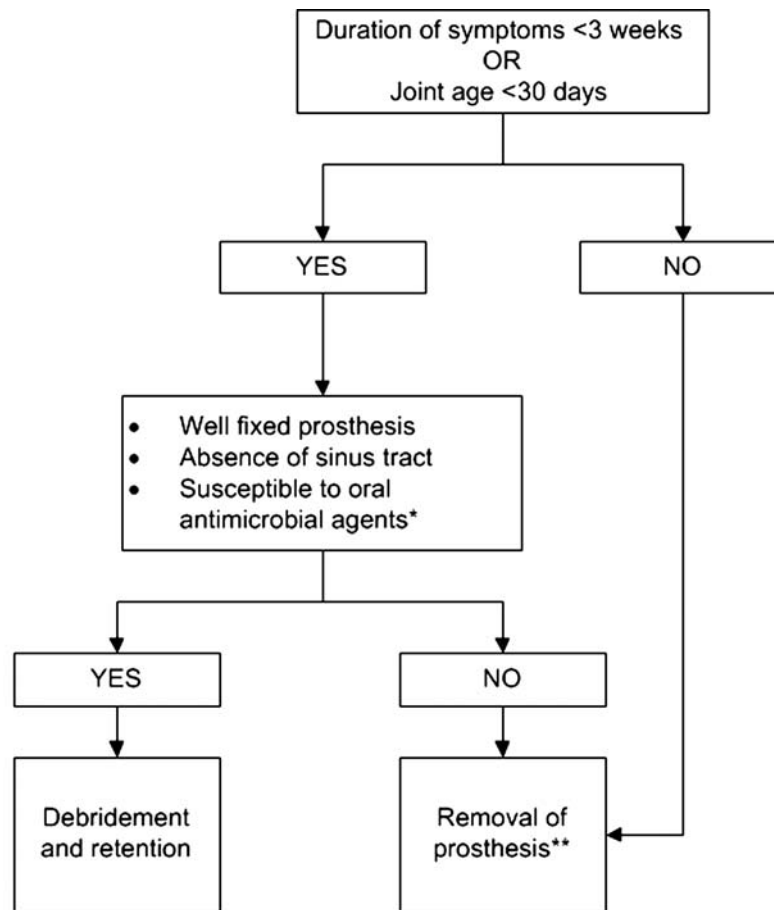 Duration of symptoms <3 weeks
OR
Joint age <30 days
YES
NO
• Well fixed prosthesis
• Absence of sinus tract
• Susceptible to oral
antimicrobial agents*
YES
NO
Debridement
and retention
Removal of
prosthesis**